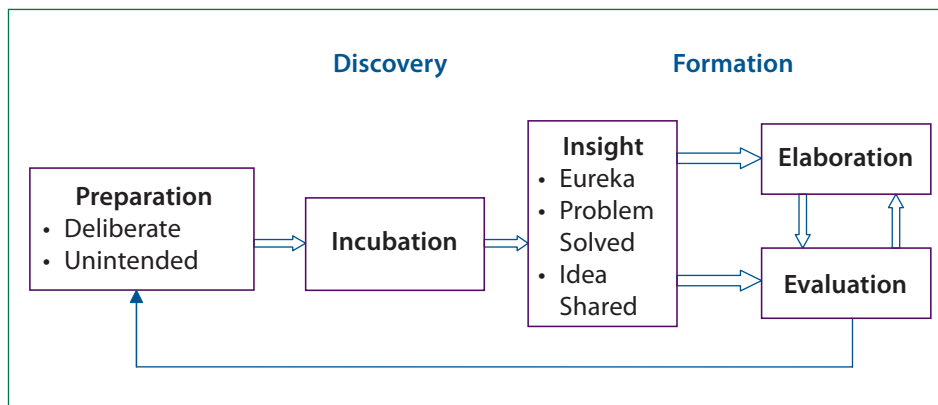 Discovery
Formation
Preparation
• Deliberate
• Unintended
Incubation
Insight
• Eureka
• Problem
Solved
• Idea
Shared
Elaboration
Evaluation